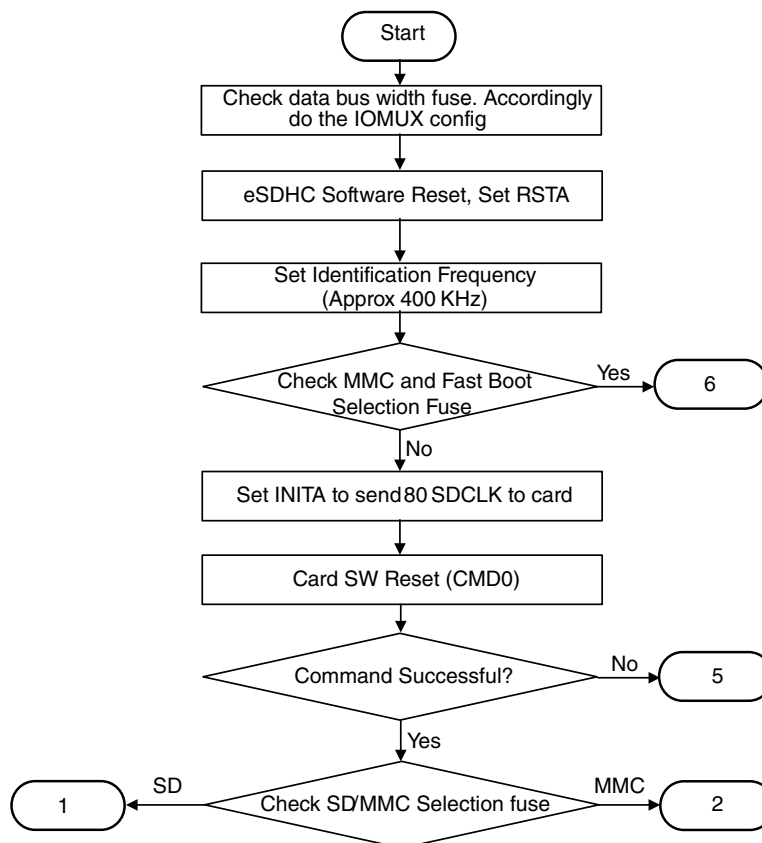 Start
Check data bus width fuse. Accordingly
do the IOMUX config
eSDHC Software Reset, Set RSTA
Set Identification Frequency
(Approx 400 KHz)
Check MMC and Fast Boot
Selection Fuse
Yes
6
No
Set INITA to send 80 SDCLK to card
Card SW Reset (CMD0)
Command Successful?
No
5
Yes
SD
1
Check SD/MMC Selection fuse
MMC
2